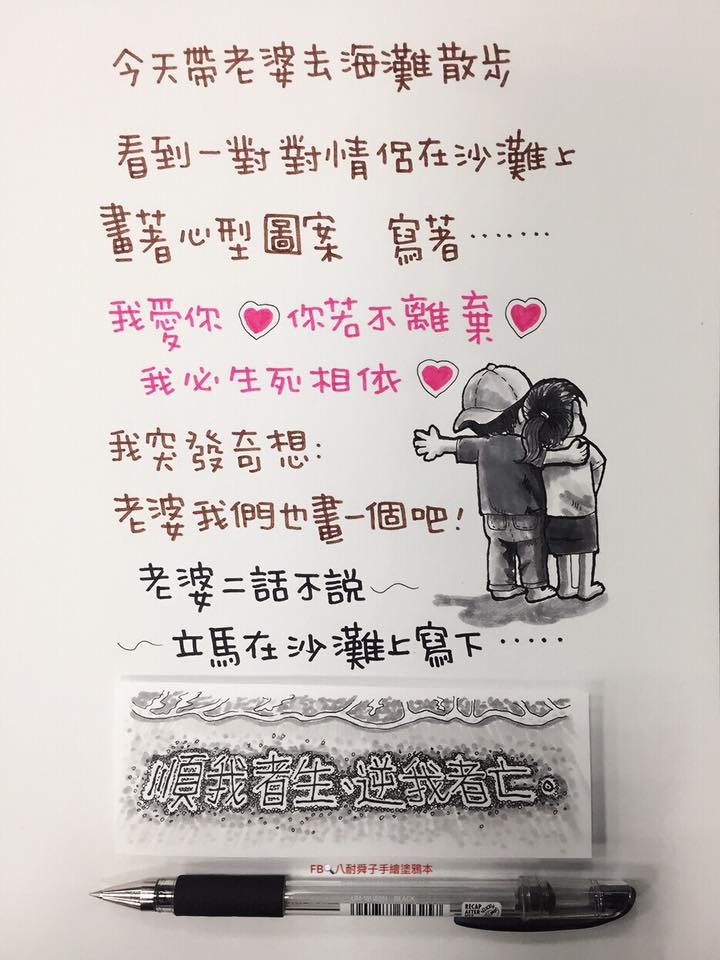 今天帶老婆去海灘散步
看到一對對情侶在沙灘上
畫著心型圖案 寫著⋯⋯⋯
我愛你 你若不離棄
我必生死相依
我突發奇想:
老婆我們也畫一個吧!
老婆二話不說～
～立馬在沙灘上寫下⋯⋯
順我者生、逆我者亡。
FB🔍八耐舜子手繪塗鴉本
BLACK
RECAP
AFTER